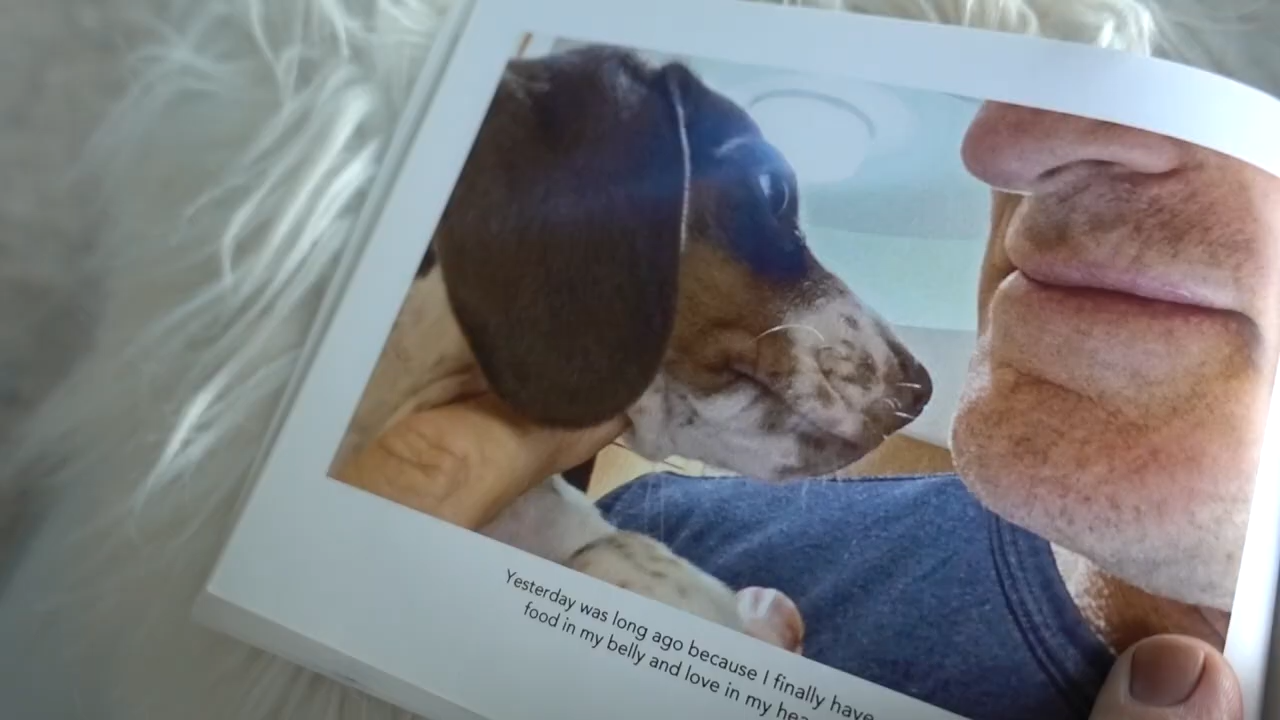 Yesterday was long ago because I finally have
food in my belly and love in my